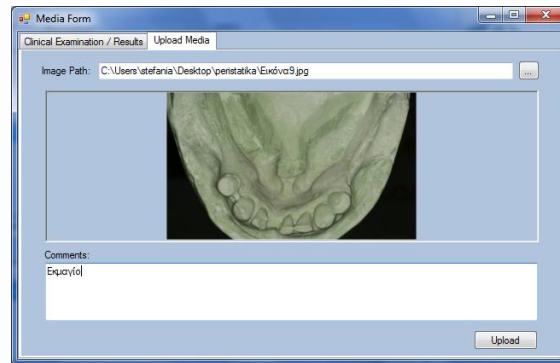 Media Form
Clinical Examination / Results
Upload Media
Image Path:
C:\Users\stefania\Desktop\peristatika\Εικόνα9.jpg
...
Comments:
Εκμαγίο
Upload